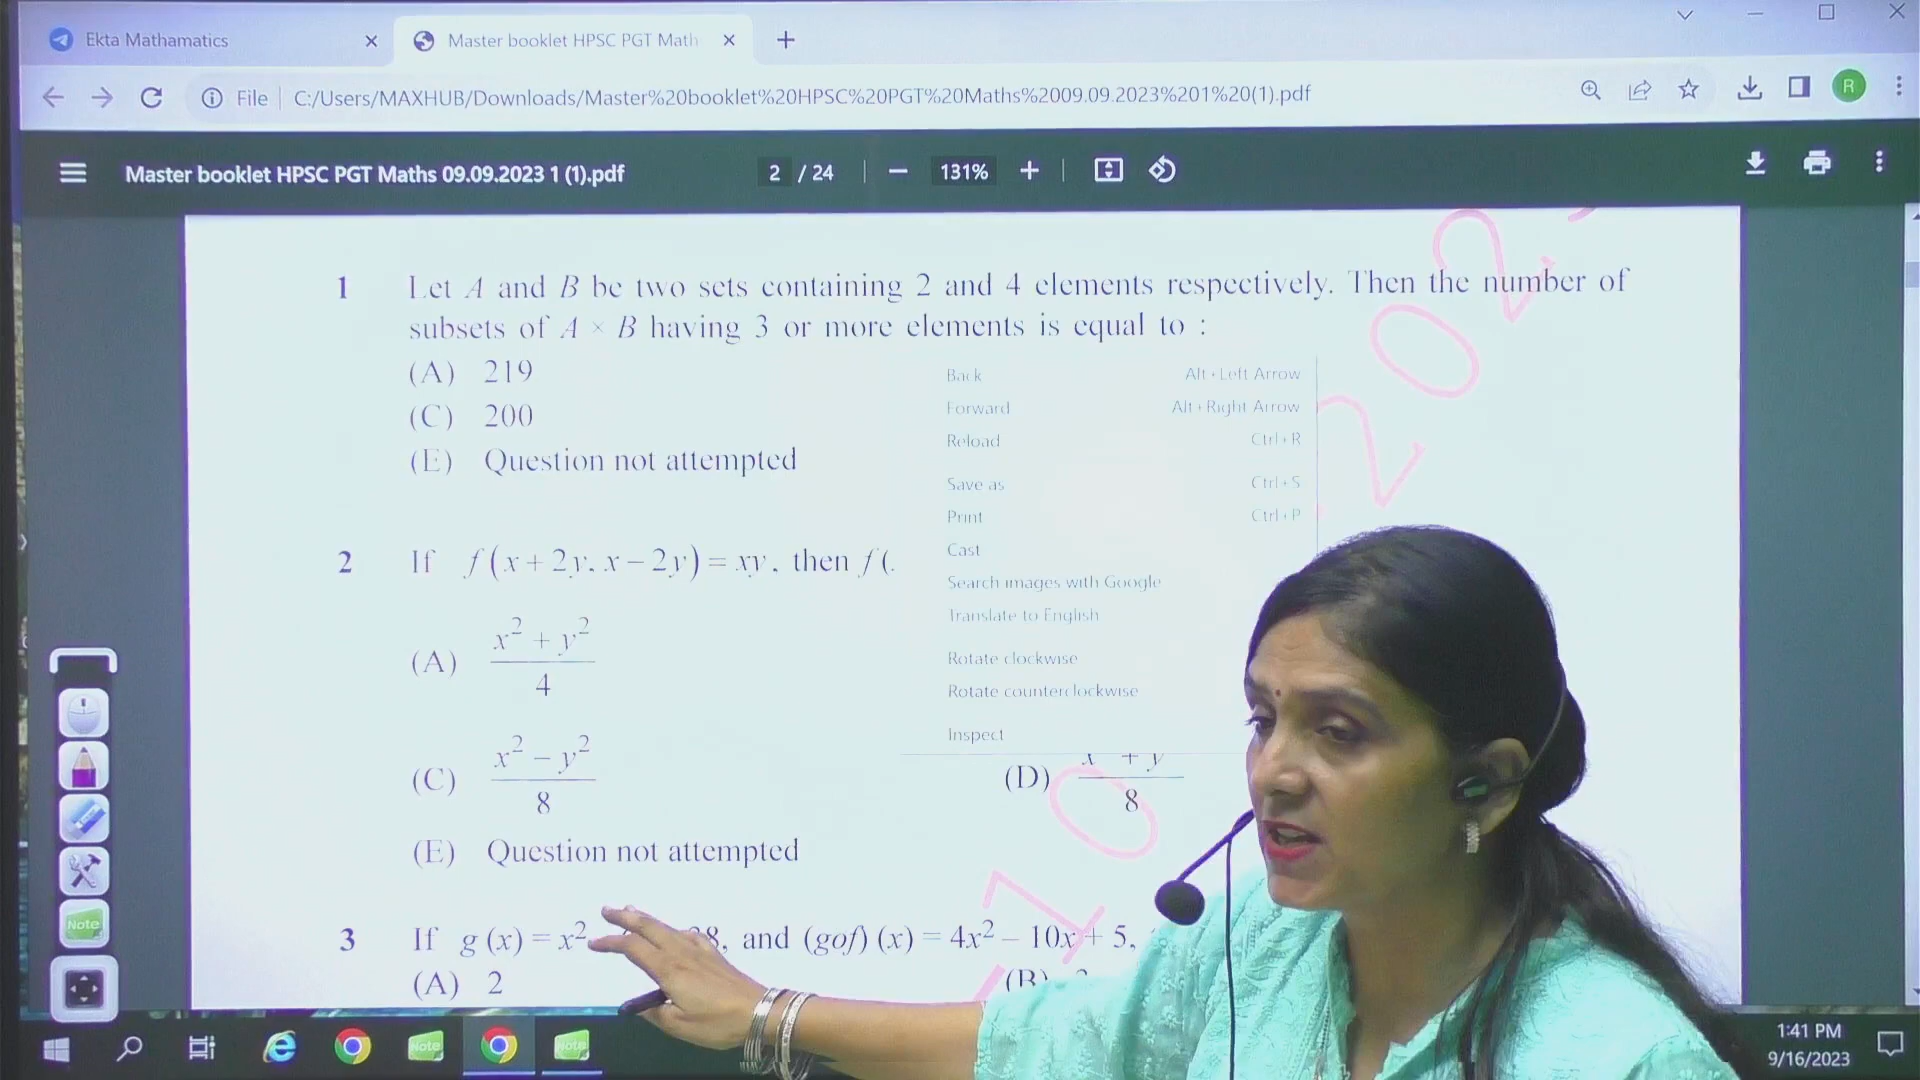 Ekta Mathamatics
Master booklet HPSC PGT Math
File C:/Users/MAXHUB/Downloads/Master%20booklet%20HPSC%20PGT%20Maths%2009.09.2023%201%20(1).pdf
R
Master booklet HPSC PGT Maths 09.09.2023 1 (1).pdf
2 / 24
131%
1 Let A and B be two sets containing 2 and 4 elements respectively. Then the number of
subsets of A × B having 3 or more elements is equal to :
(A) 219
(C) 200
(E) Question not attempted
Back Alt+Left Arrow
Forward Alt+Right Arrow
Reload Ctrl+R
Save as Ctrl+S
Print Ctrl+P
Cast
Search images with Google
Translate to English
Rotate clockwise
Rotate counterclockwise
Inspect
2 If f(x + 2y, x − 2y) = xy, then f(
(A) x² + y² / 4
(C) x² − y² / 8
(D) x + y / 8
(E) Question not attempted
3 If g (x) = x² 8, and (gof) (x) = 4x² – 10x + 5,
(A) 2
(B)
Note
Note
Note
1:41 PM
9/16/2023